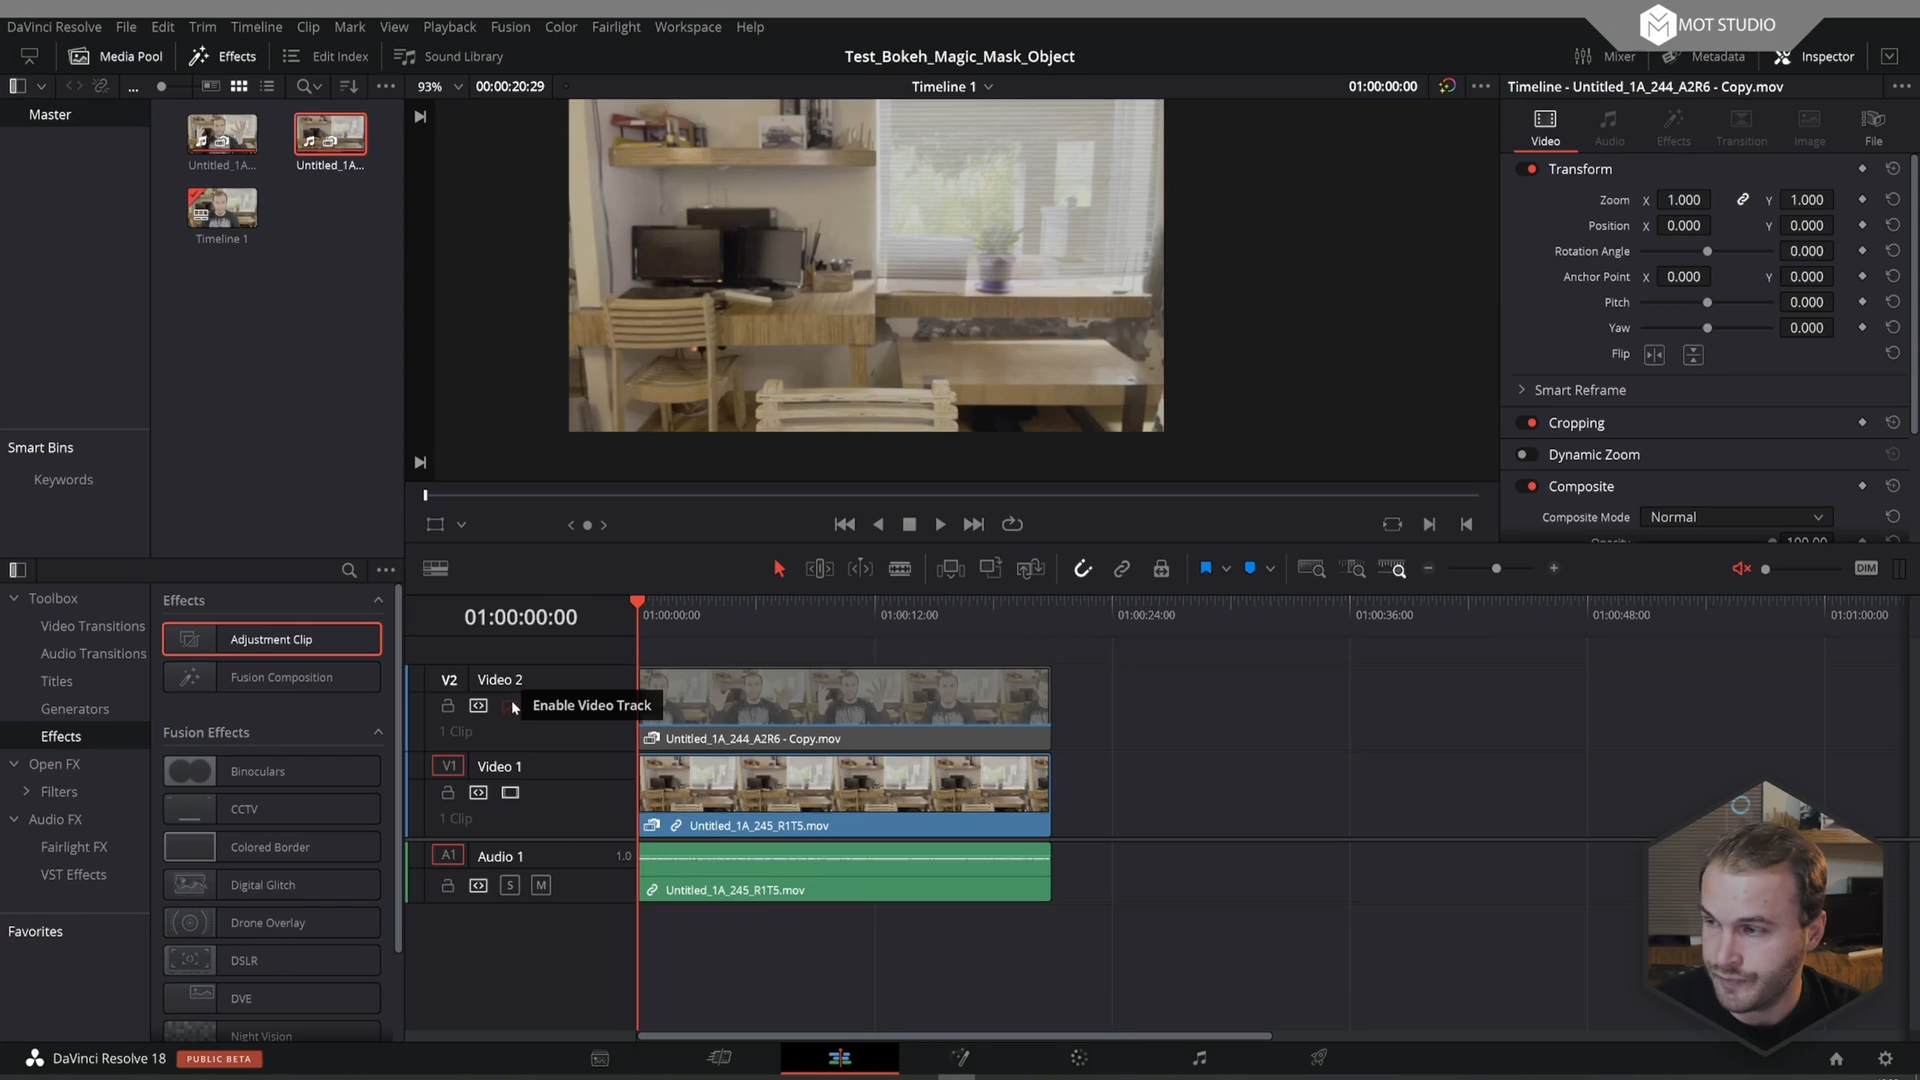 MOT STUDIO
DaVinci Resolve File Edit Trim Timeline Clip Mark View Playback Fusion Color Fairlight Workspace Help
Media Pool Effects Edit Index Sound Library
Test_Bokeh_Magic_Mask_Object
Mixer Metadata Inspector
... 93% 00:00:20:29 Timeline 1 01:00:00:00
Timeline - Untitled_1A_244_A2R6 - Copy.mov
Master
Untitled_1A... Untitled_1A...
Timeline 1
Smart Bins
Keywords
Video Audio Effects Transition Image File
Transform
Zoom X 1.000 Y 1.000
Position X 0.000 Y 0.000
Rotation Angle 0.000
Anchor Point X 0.000 Y 0.000
Pitch 0.000
Yaw 0.000
Flip
Smart Reframe
Cropping
Dynamic Zoom
Composite
Composite Mode Normal
Opacity 100.00
DIM
Toolbox
Video Transitions
Audio Transitions
Titles
Generators
Effects
Open FX
Filters
Audio FX
Fairlight FX
VST Effects
Favorites
Effects
Adjustment Clip
Fusion Composition
Fusion Effects
Binoculars
CCTV
Colored Border
Digital Glitch
Drone Overlay
DSLR
DVE
Night Vision
01:00:00:00
01:00:00:00 01:00:12:00 01:00:24:00 01:00:36:00 01:00:48:00 01:01:00:00
V2 Video 2
Enable Video Track
1 Clip
Untitled_1A_244_A2R6 - Copy.mov
V1 Video 1
1 Clip
Untitled_1A_245_R1T5.mov
A1 Audio 1 1.0
S M
Untitled_1A_245_R1T5.mov
DaVinci Resolve 18 PUBLIC BETA